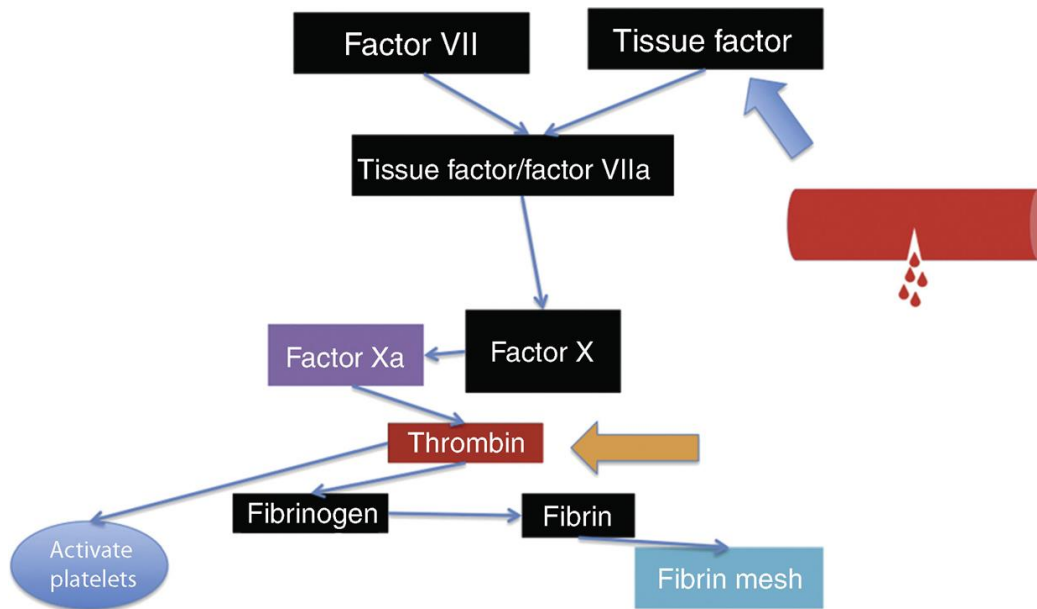 Factor VII
Tissue factor
Tissue factor/factor VIIa
Factor Xa
Factor X
Thrombin
Fibrinogen
Fibrin
Activate
platelets
Fibrin mesh